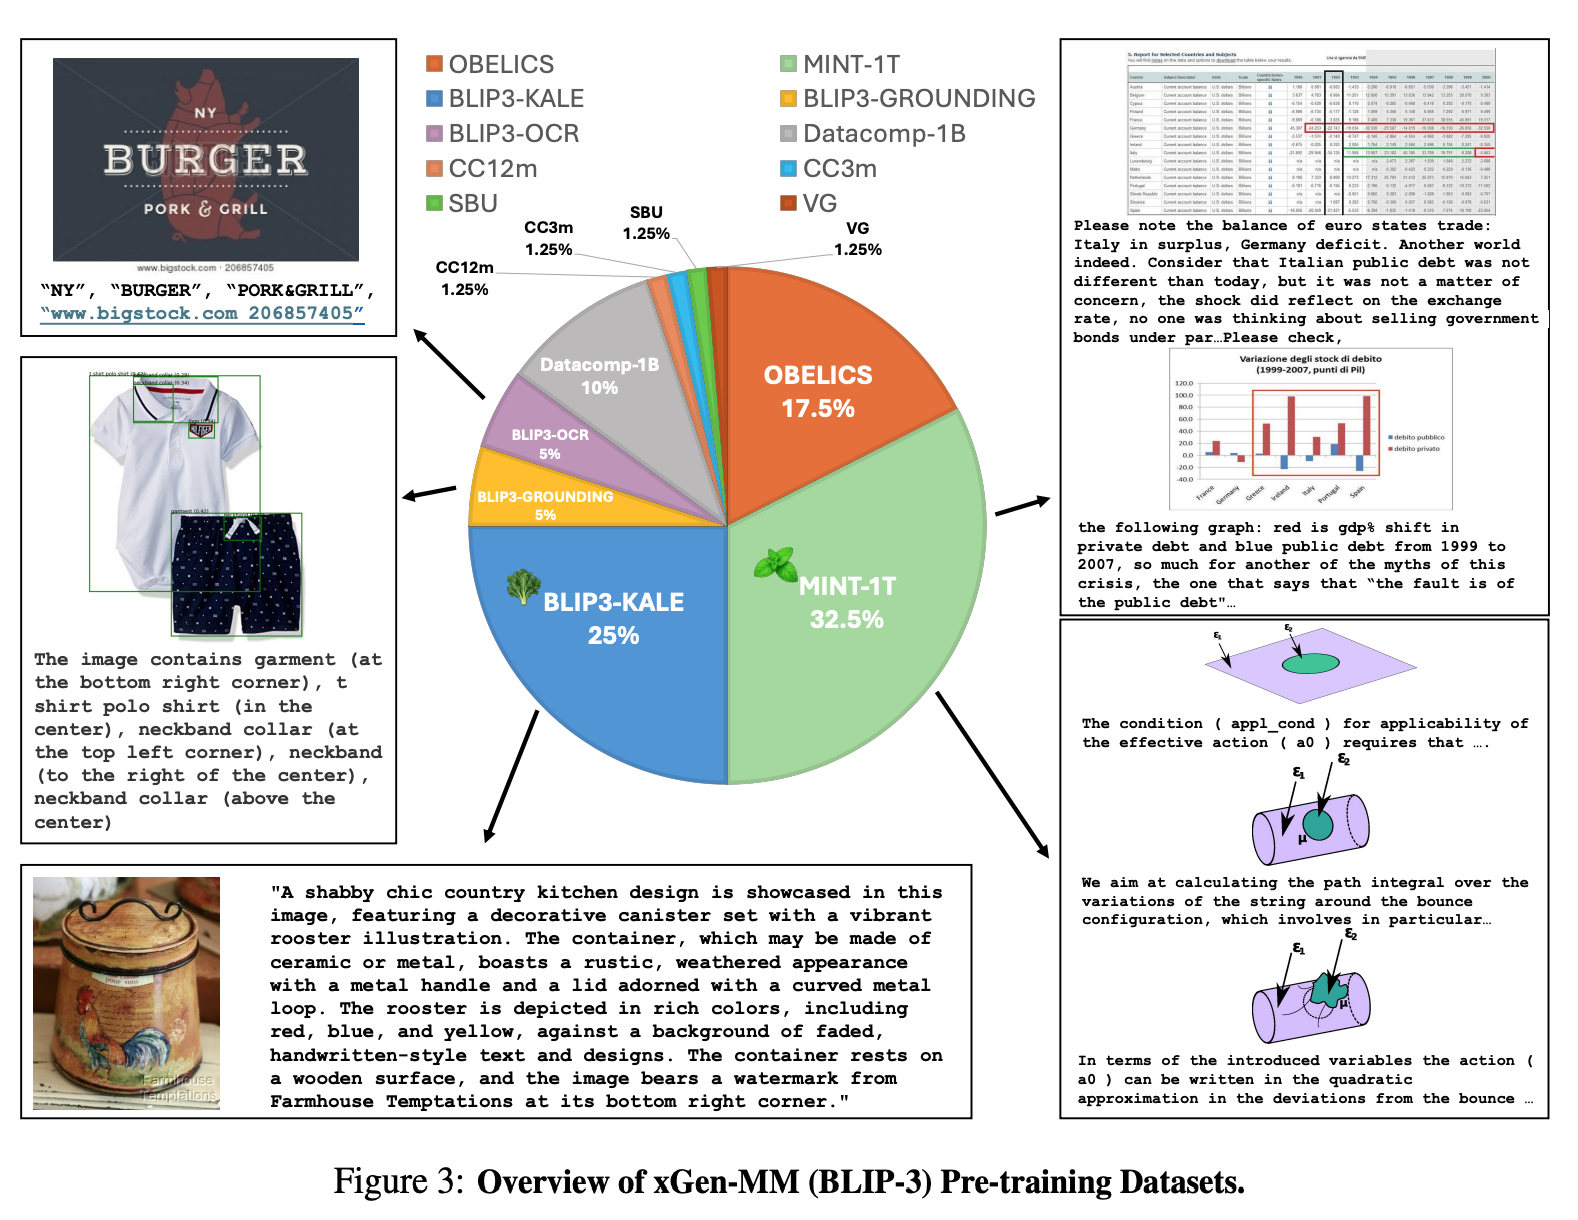 NY
BURGER
PORK & GRILL
www.bigstock.com · 206857405
“NY”, “BURGER”, “PORK&GRILL”,
“www.bigstock.com 206857405”
OBELICS
MINT-1T
BLIP3-KALE
BLIP3-GROUNDING
BLIP3-OCR
Datacomp-1B
CC12m
CC3m
SBU
VG
CC12m
1.25%
CC3m
1.25%
SBU
1.25%
VG
1.25%
Datacomp-1B
10%
OBELICS
17.5%
BLIP3-OCR
5%
BLIP3-GROUNDING
5%
BLIP3-KALE
25%
MINT-1T
32.5%
garment (0.42)
The image contains garment (at
the bottom right corner), t
shirt polo shirt (in the
center), neckband collar (at
the top left corner), neckband
(to the right of the center),
neckband collar (above the
center)
Farmhouse
Temptations
"A shabby chic country kitchen design is showcased in this
image, featuring a decorative canister set with a vibrant
rooster illustration. The container, which may be made of
ceramic or metal, boasts a rustic, weathered appearance
with a metal handle and a lid adorned with a curved metal
loop. The rooster is depicted in rich colors, including
red, blue, and yellow, against a background of faded,
handwritten-style text and designs. The container rests on
a wooden surface, and the image bears a watermark from
Farmhouse Temptations at its bottom right corner."
5. Report for Selected Countries and Subjects
Please note the balance of euro states trade:
Italy in surplus, Germany deficit. Another world
indeed. Consider that Italian public debt was not
different than today, but it was not a matter of
concern, the shock did reflect on the exchange
rate, no one was thinking about selling government
bonds under par…Please check,
Variazione degli stock di debito
(1999-2007, punti di Pil)
120.0
100.0
80.0
60.0
40.0
20.0
0.0
-20.0
-40.0
France
Germany
Greece
Ireland
Italy
Portugal
Spain
debito pubblico
debito privato
the following graph: red is gdp% shift in
private debt and blue public debt from 1999 to
2007, so much for another of the myths of this
crisis, the one that says that “the fault is of
the public debt"…
ε₁
ε₂
The condition ( appl_cond ) for applicability of
the effective action ( a0 ) requires that ….
ε₁
ε₂
μ
We aim at calculating the path integral over the
variations of the string around the bounce
configuration, which involves in particular…
ε₁
ε₂
μ
In terms of the introduced variables the action (
a0 ) can be written in the quadratic
approximation in the deviations from the bounce …
Figure 3: Overview of xGen-MM (BLIP-3) Pre-training Datasets.